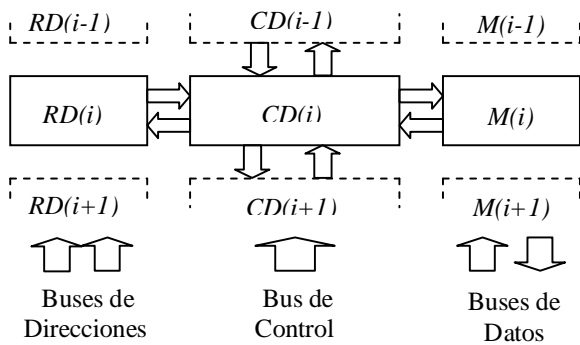 RD(i-1) CD(i-1) M(i-1)
RD(i) CD(i) M(i)
RD(i+1) CD(i+1) M(i+1)
Buses de Direcciones
Bus de Control
Buses de Datos